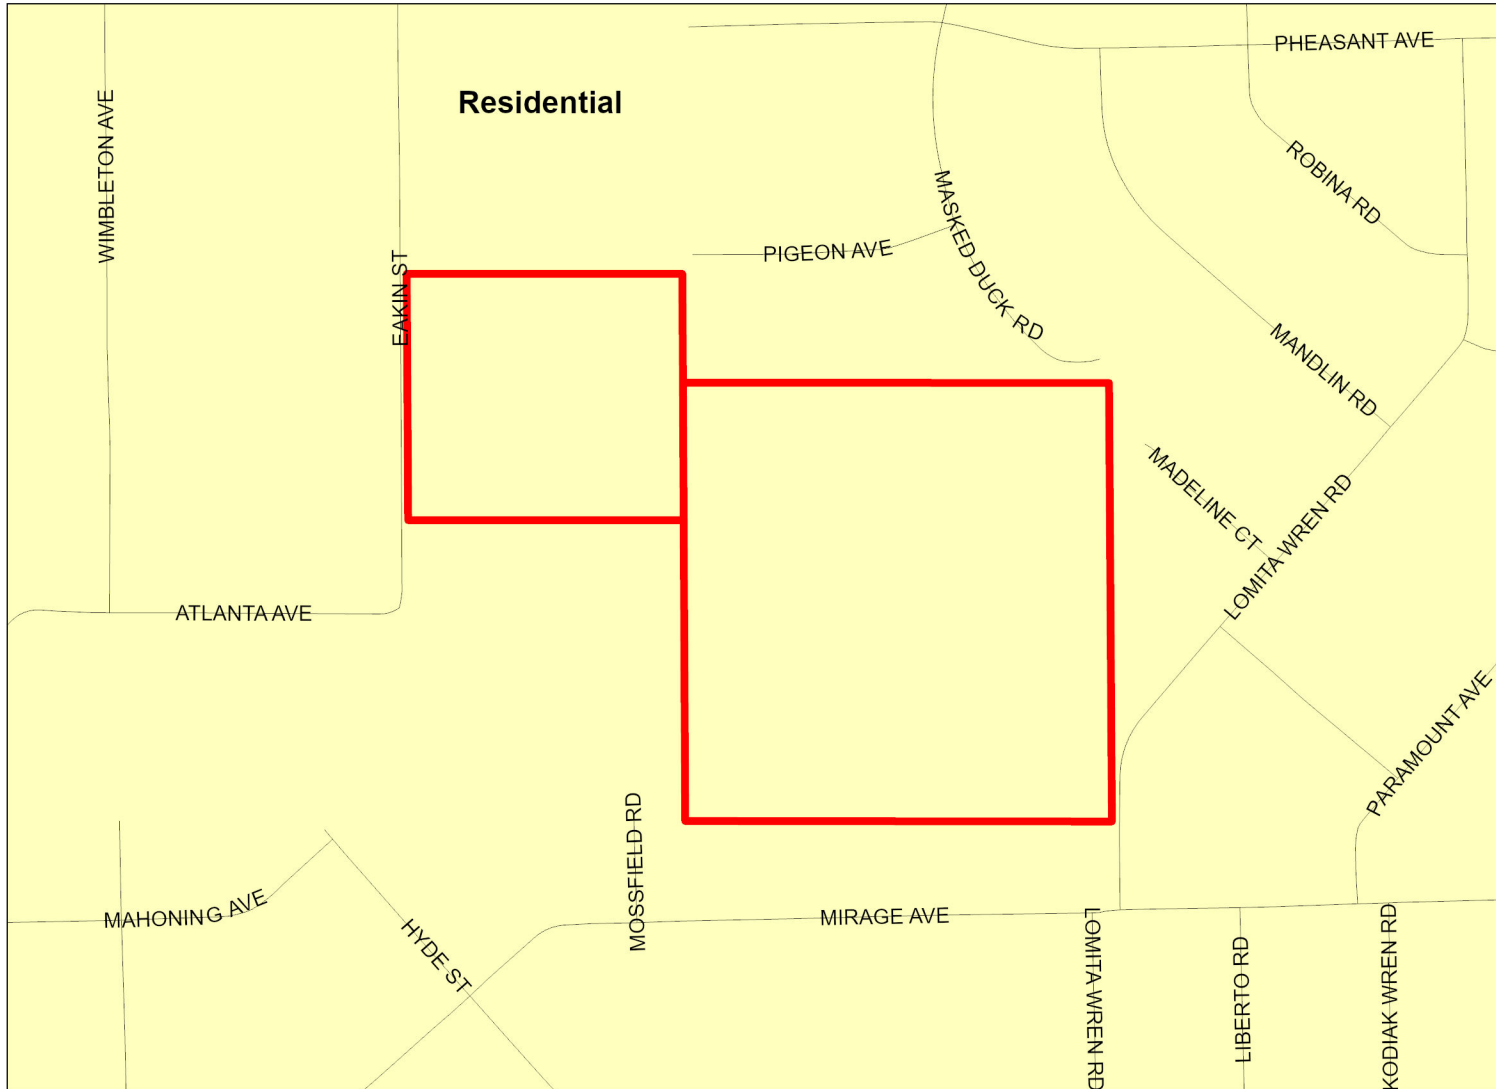 PHEASANT AVE
WIMBLETON AVE
Residential
ROBINA RD
MASKED DUCK RD
PIGEON AVE
EAKIN ST
MANDLIN RD
MADELINE CT
LOMITA WREN RD
ATLANTA AVE
PARAMOUNT AVE
MOSSFIELD RD
MAHONING AVE
MIRAGE AVE
HYDE ST
LOMITA WREN RD
LIBERTO RD
KODIAK WREN RD